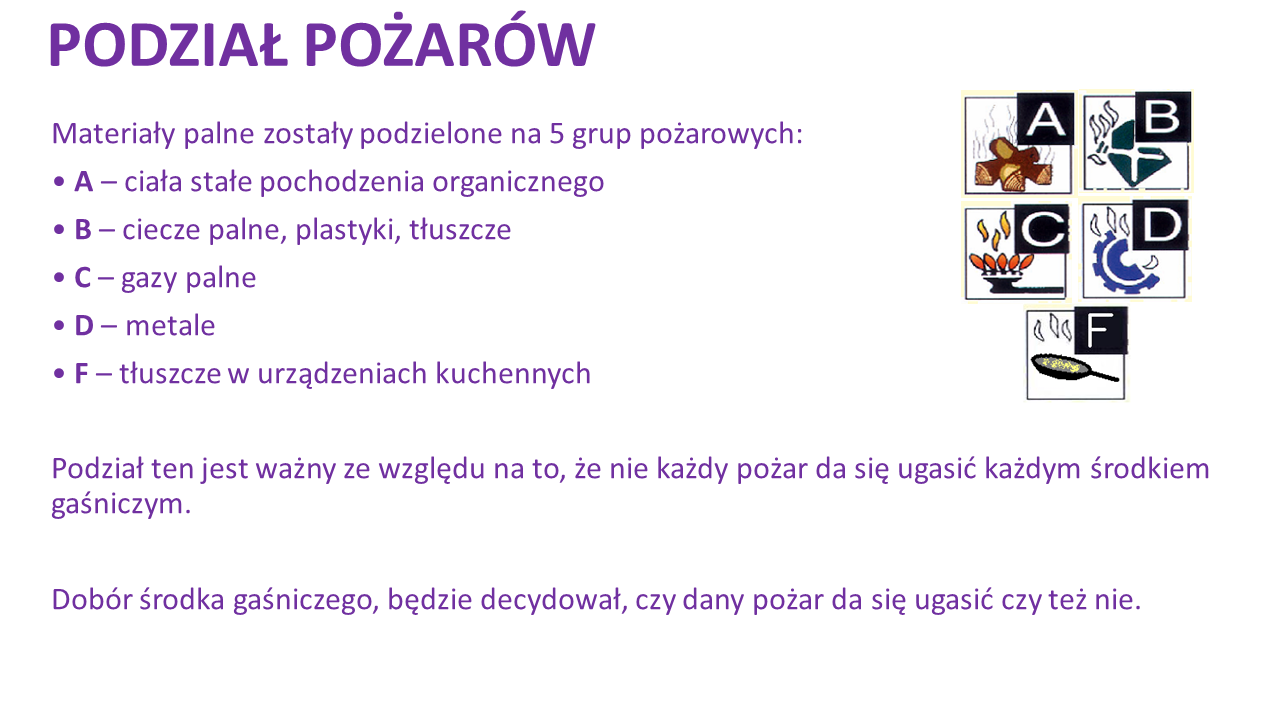 PODZIAŁ POŻARÓW
Materiały palne zostały podzielone na 5 grup pożarowych:
• A – ciała stałe pochodzenia organicznego
• B – ciecze palne, plastyki, tłuszcze
• C – gazy palne
• D – metale
• F – tłuszcze w urządzeniach kuchennych
Podział ten jest ważny ze względu na to, że nie każdy pożar da się ugasić każdym środkiem
gaśniczym.
Dobór środka gaśniczego, będzie decydował, czy dany pożar da się ugasić czy też nie.
A
B
C
D
F